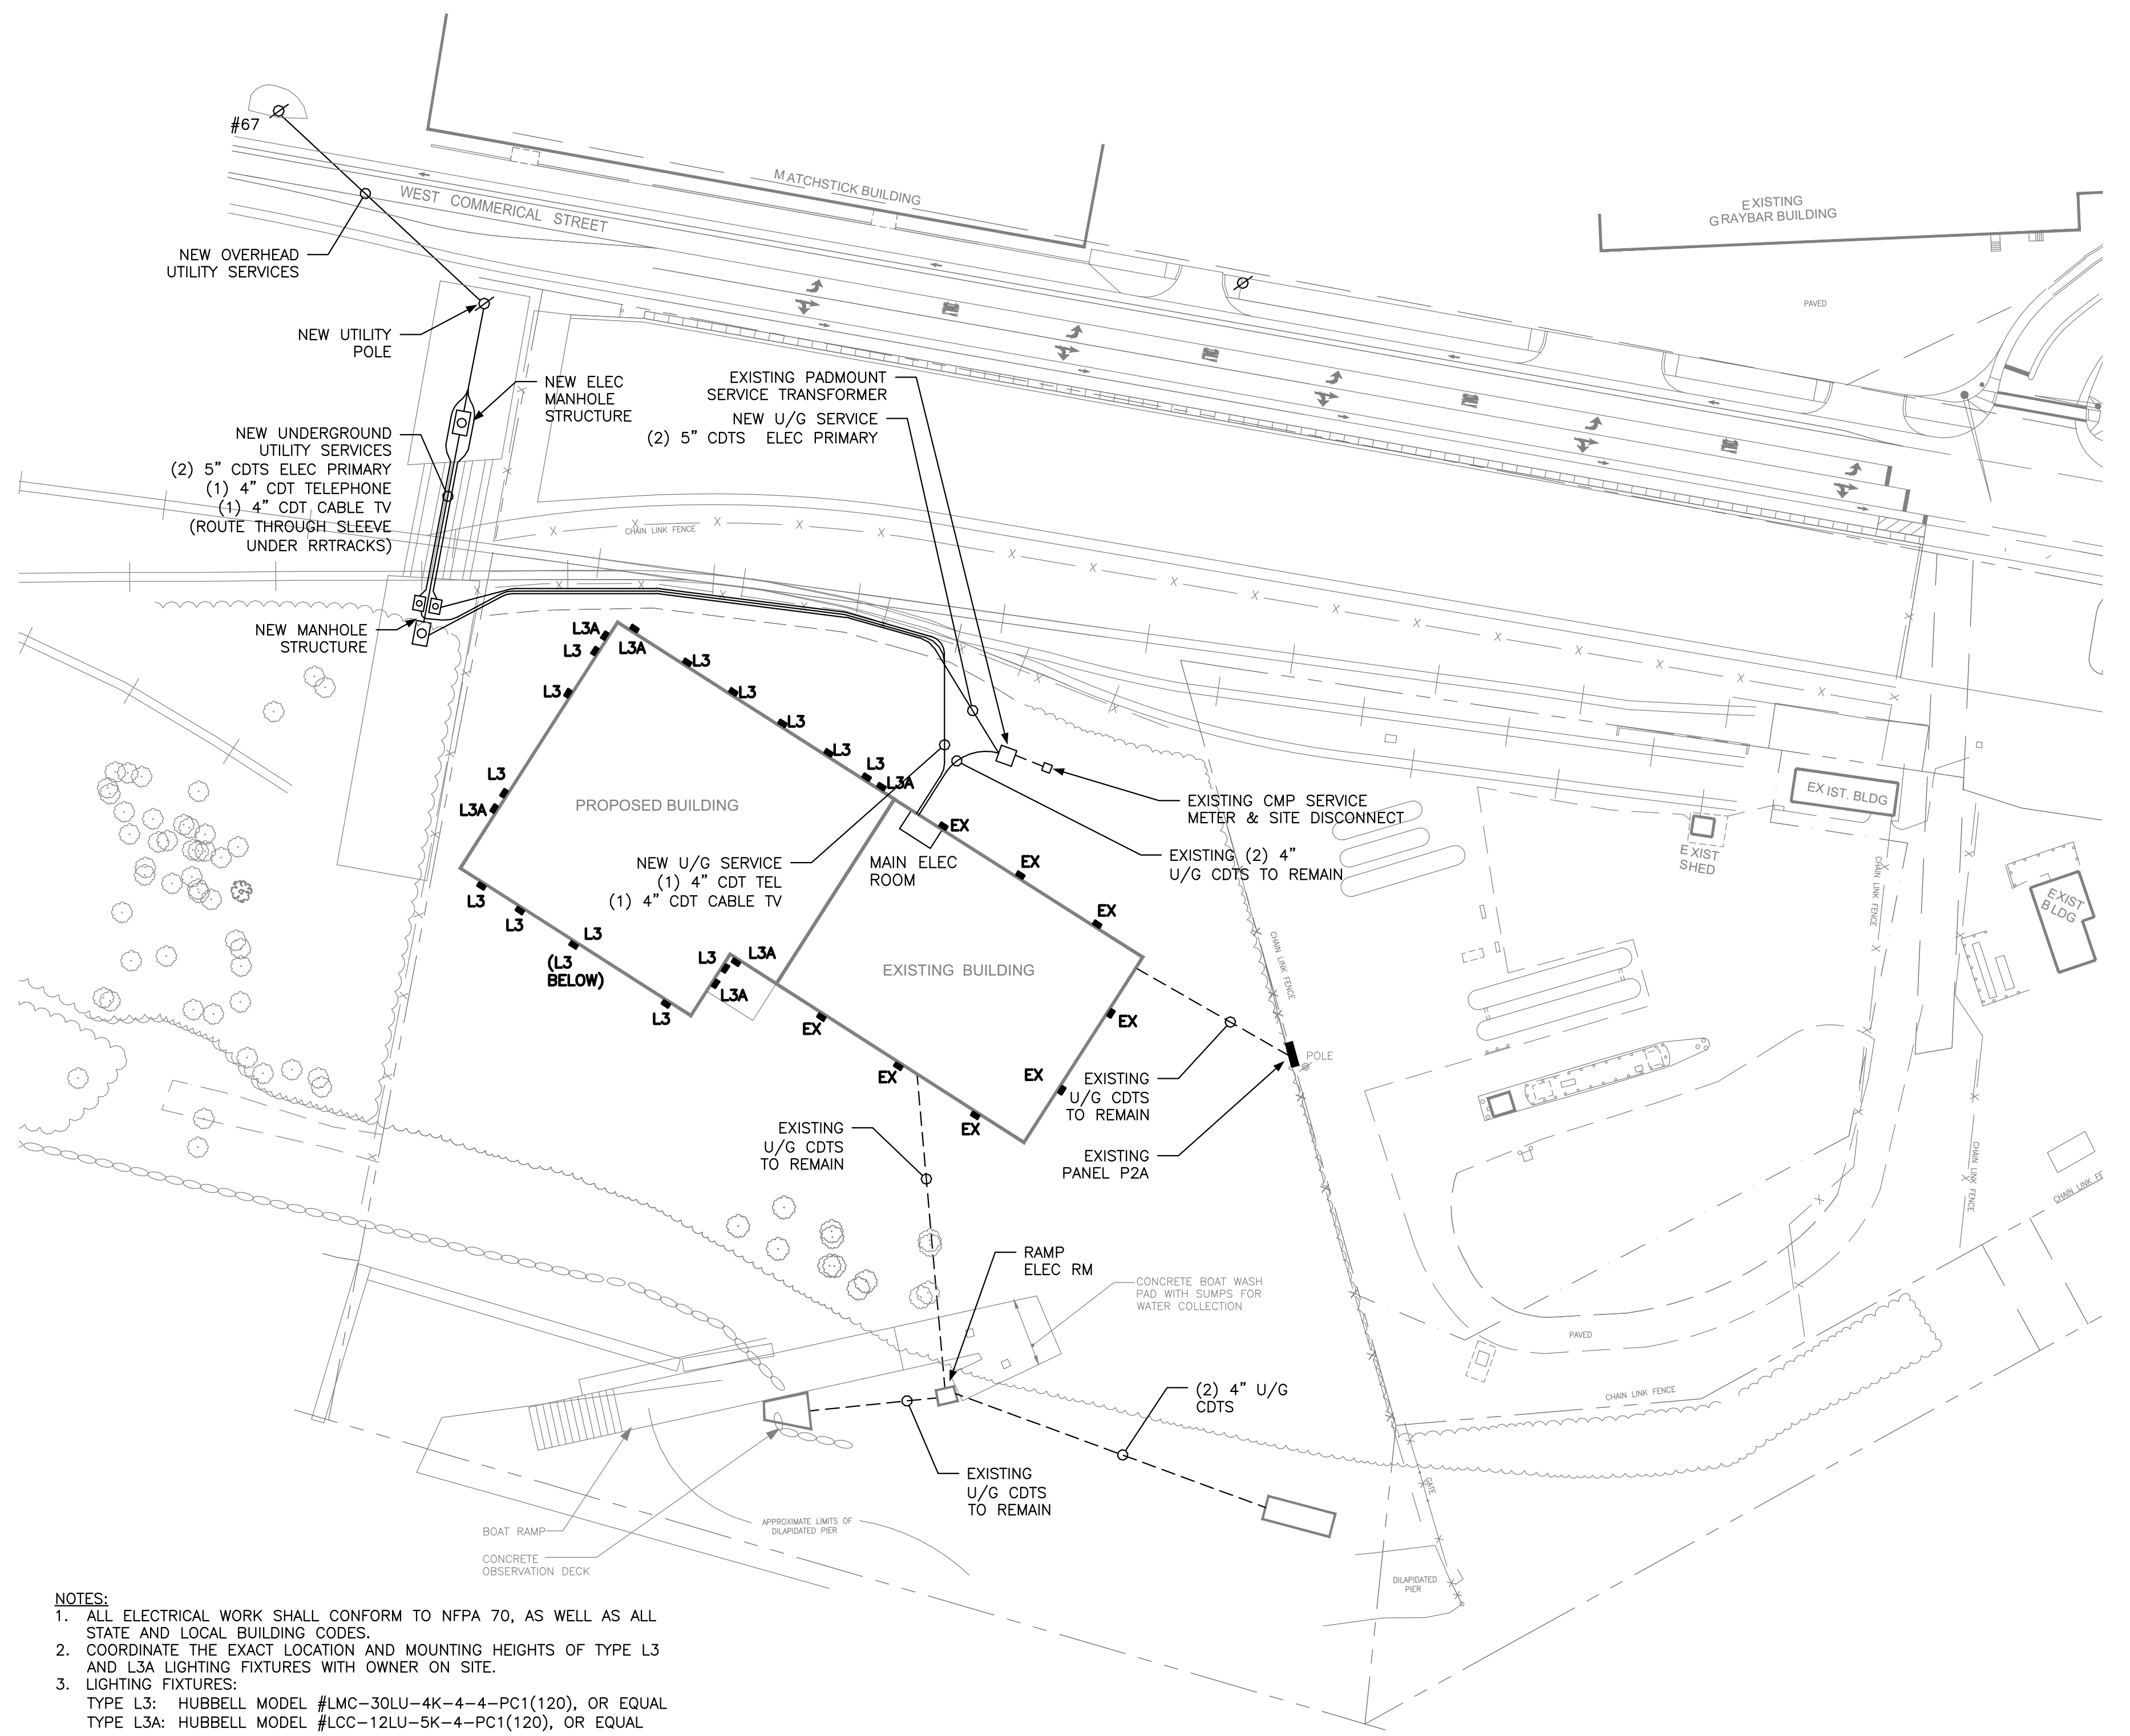 #67
MATCHSTICK BUILDING
WEST COMMERICAL STREET
EXISTING
GRAYBAR BUILDING
PAVED
NEW OVERHEAD
UTILITY SERVICES
NEW UTILITY
POLE
NEW ELEC
MANHOLE
STRUCTURE
EXISTING PADMOUNT
SERVICE TRANSFORMER
NEW U/G SERVICE
(2) 5" CDTS ELEC PRIMARY
NEW UNDERGROUND
UTILITY SERVICES
(2) 5" CDTS ELEC PRIMARY
(1) 4" CDT TELEPHONE
(1) 4" CDT CABLE TV
(ROUTE THROUGH SLEEVE
UNDER RRTRACKS)
CHAIN LINK FENCE
NEW MANHOLE
STRUCTURE
L3A
L3A
L3
L3
L3
L3
L3
L3
L3
L3A
L3
L3A
PROPOSED BUILDING
EX
EXISTING CMP SERVICE
METER & SITE DISCONNECT
EXISTING (2) 4"
U/G CDTS TO REMAIN
MAIN ELEC
ROOM
NEW U/G SERVICE
(1) 4" CDT TEL
(1) 4" CDT CABLE TV
EX
EX
L3
L3
L3
(L3
BELOW)
L3
L3
L3A
L3A
EXISTING BUILDING
EX
EX
EX
EX
EX
EXIST. BLDG
EXIST
SHED
EXIST
BLDG
CHAIN LINK FENCE
CHAIN LINK FENCE
POLE
EXISTING
U/G CDTS
TO REMAIN
EXISTING
PANEL P2A
EXISTING
U/G CDTS
TO REMAIN
CHAIN LINK FENCE
CHAIN LINK FE
RAMP
ELEC RM
CONCRETE BOAT WASH
PAD WITH SUMPS FOR
WATER COLLECTION
PAVED
CHAIN LINK FENCE
(2) 4" U/G
CDTS
EXISTING
U/G CDTS
TO REMAIN
GATE
BOAT RAMP
APPROXIMATE LIMITS OF
DILAPIDATED PIER
CONCRETE
OBSERVATION DECK
DILAPIDATED
PIER
NOTES:
1. ALL ELECTRICAL WORK SHALL CONFORM TO NFPA 70, AS WELL AS ALL
STATE AND LOCAL BUILDING CODES.
2. COORDINATE THE EXACT LOCATION AND MOUNTING HEIGHTS OF TYPE L3
AND L3A LIGHTING FIXTURES WITH OWNER ON SITE.
3. LIGHTING FIXTURES:
TYPE L3: HUBBELL MODEL #LMC-30LU-4K-4-4-PC1(120), OR EQUAL
TYPE L3A: HUBBELL MODEL #LCC-12LU-5K-4-PC1(120), OR EQUAL